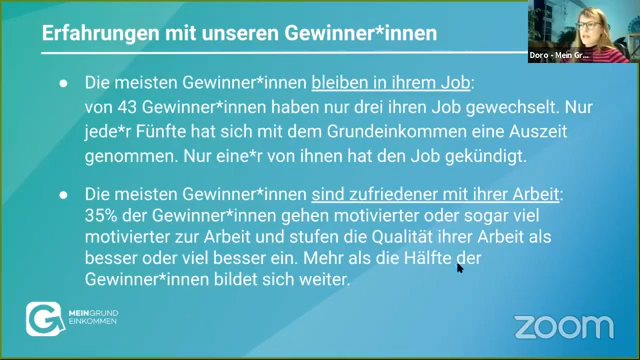 Erfahrungen mit unseren Gewinner*innen
Doro - Mein Gr...
● Die meisten Gewinner*innen bleiben in ihrem Job:
von 43 Gewinner*innen haben nur drei ihren Job gewechselt. Nur
jede*r Fünfte hat sich mit dem Grundeinkommen eine Auszeit
genommen. Nur eine*r von ihnen hat den Job gekündigt.
● Die meisten Gewinner*innen sind zufriedener mit ihrer Arbeit:
35% der Gewinner*innen gehen motivierter oder sogar viel
motivierter zur Arbeit und stufen die Qualität ihrer Arbeit als
besser oder viel besser ein. Mehr als die Hälfte der
Gewinner*innen bildet sich weiter.
G
MEINGRUND
EINKOMMEN
zoom